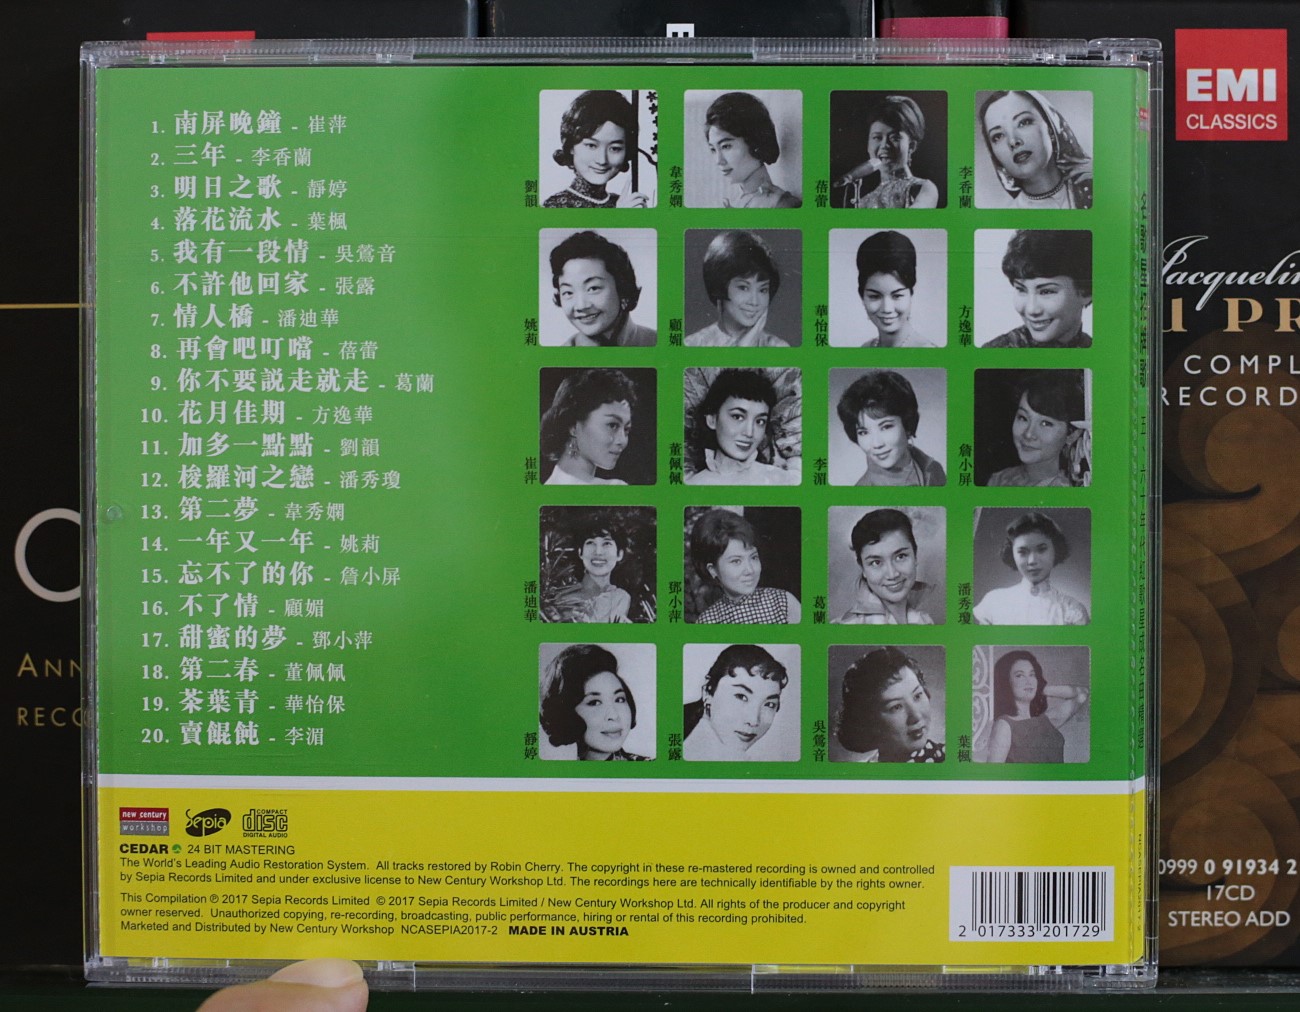 1. 南屏晚鐘 - 崔萍
2. 三年 - 李香蘭
3. 明日之歌 - 靜婷
4. 落花流水 - 葉楓
5. 我有一段情 - 吳鶯音
6. 不許他回家 - 張露
7. 情人橋 - 潘迪華
8. 再會吧叮噹 - 蓓蕾
9. 你不要説走就走 - 葛蘭
10. 花月佳期 - 方逸華
11. 加多一點點 - 劉韻
12. 梭羅河之戀 - 潘秀瓊
13. 第二夢 - 韋秀嫻
14. 一年又一年 - 姚莉
15. 忘不了的你 - 詹小屏
16. 不了情 - 顧媚
17. 甜蜜的夢 - 鄧小萍
18. 第二春 - 董佩佩
19. 茶葉青 - 華怡保
20. 賣餛飩 - 李湄
劉韻
韋秀嫻
蓓蕾
李香蘭
姚莉
顧媚
華怡保
方逸華
崔萍
董佩佩
李湄
詹小屏
潘迪華
鄧小萍
葛蘭
潘秀瓊
靜婷
張露
吳鶯音
葉楓
new century
workshop
Sepia
COMPACT
disc
DIGITAL AUDIO
CEDAR 24 BIT MASTERING
The World's Leading Audio Restoration System. All tracks restored by Robin Cherry. The copyright in these re-mastered recording is owned and controlled
by Sepia Records Limited and under exclusive license to New Century Workshop Ltd. The recordings here are technically identifiable by the rights owner.
This Compilation ℗ 2017 Sepia Records Limited © 2017 Sepia Records Limited / New Century Workshop Ltd. All rights of the producer and copyright
owner reserved. Unauthorized copying, re-recording, broadcasting, public performance, hiring or rental of this recording prohibited.
Marketed and Distributed by New Century Workshop NCASEPIA2017-2 MADE IN AUSTRIA
2 017333 201729
EMI
CLASSICS
Jacquelin
U PR
COMPL
RECORD
0999 0 91934 2
17CD
STEREO ADD
ANN
RECO